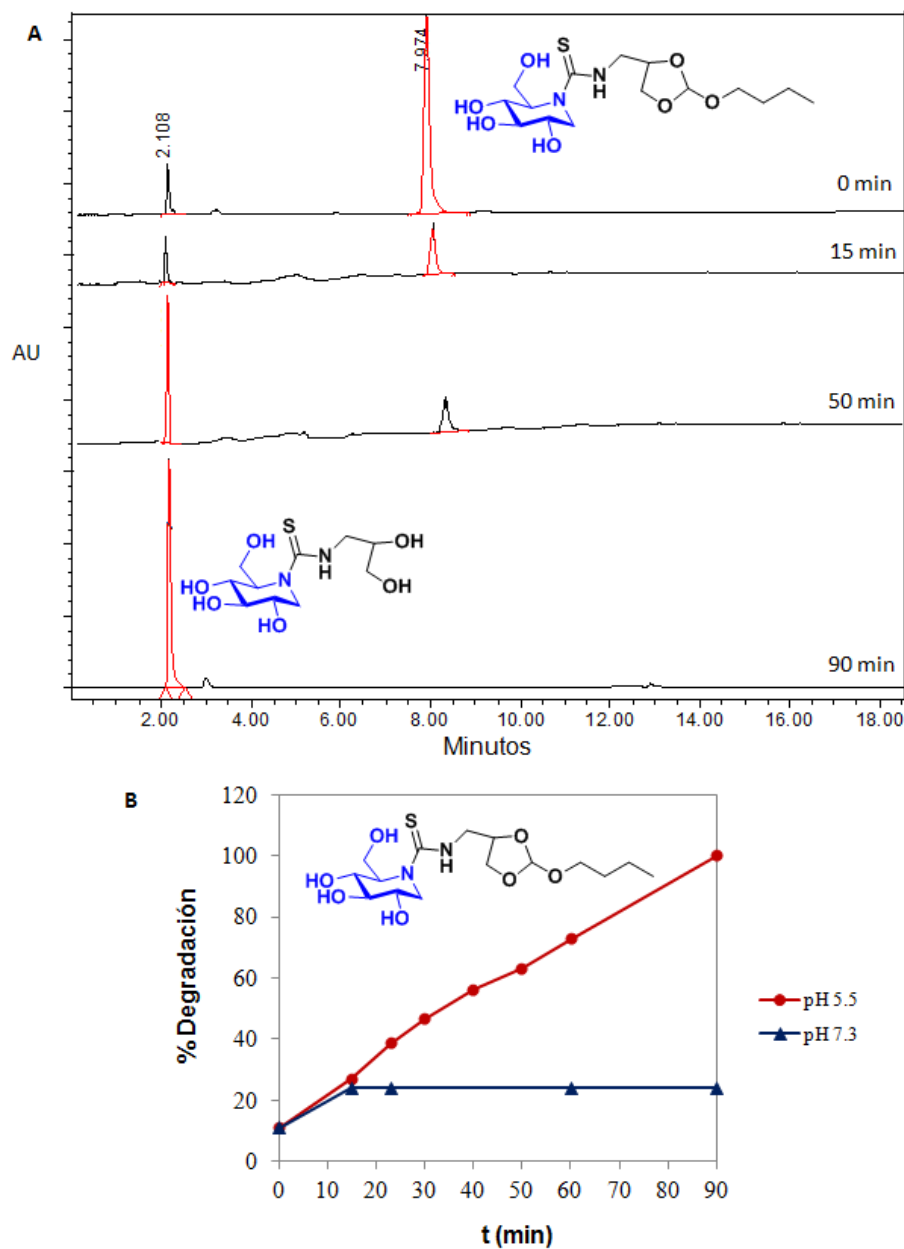 A
7.974
2.108
S
OH
N
N
H
O
O
O
HO
HO
OH
0 min
15 min
AU
50 min
S
OH
N
N
H
OH
OH
HO
HO
OH
90 min
2.00 4.00 6.00 8.00 10.00 12.00 14.00 16.00 18.00
Minutos
B
120
100
80
60
40
20
0
% Degradación
S
OH
N
N
H
O
O
O
HO
HO
OH
pH 5.5
pH 7.3
0 10 20 30 40 50 60 70 80 90
t (min)